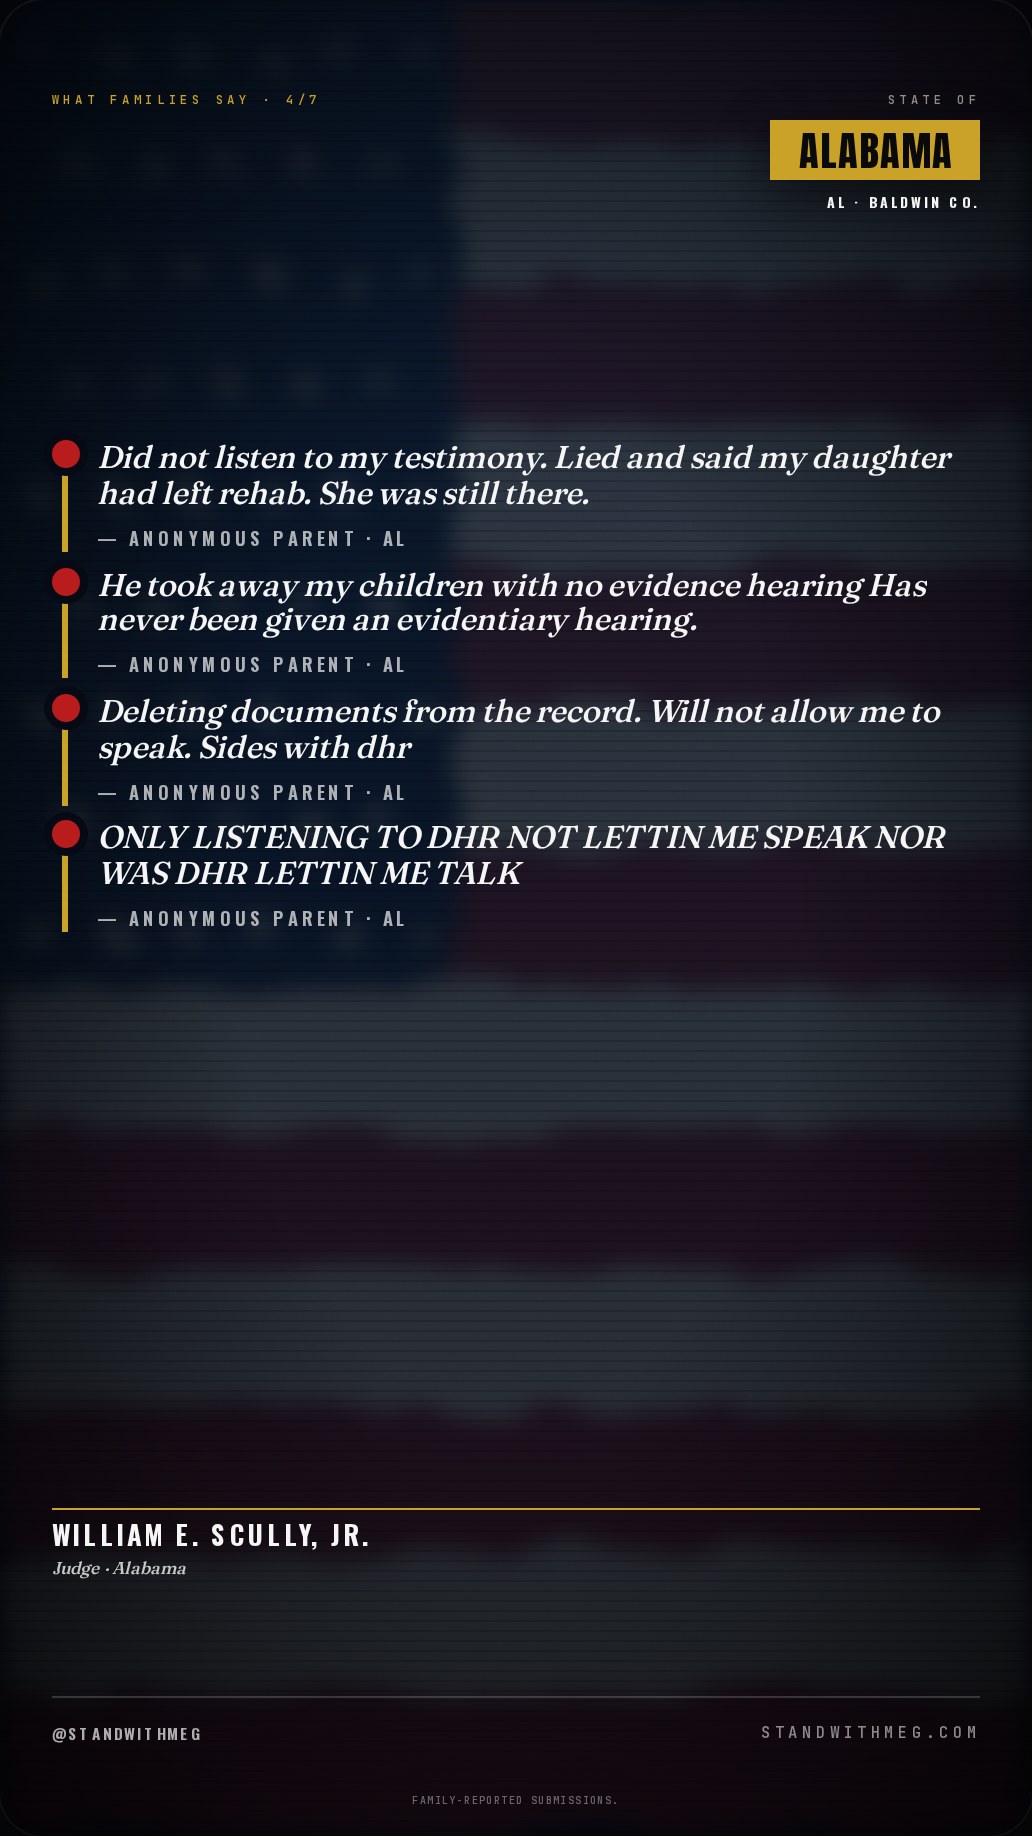 WHAT FAMILIES SAY · 4/7
STATE OF
ALABAMA
AL · BALDWIN CO.
Did not listen to my testimony. Lied and said my daughter
had left rehab. She was still there.
— ANONYMOUS PARENT · AL
He took away my children with no evidence hearing Has
never been given an evidentiary hearing.
— ANONYMOUS PARENT · AL
Deleting documents from the record. Will not allow me to
speak. Sides with dhr
— ANONYMOUS PARENT · AL
ONLY LISTENING TO DHR NOT LETTIN ME SPEAK NOR
WAS DHR LETTIN ME TALK
— ANONYMOUS PARENT · AL
WILLIAM E. SCULLY, JR.
Judge · Alabama
@STANDWITHMEG
STANDWITHMEG.COM
FAMILY-REPORTED SUBMISSIONS.